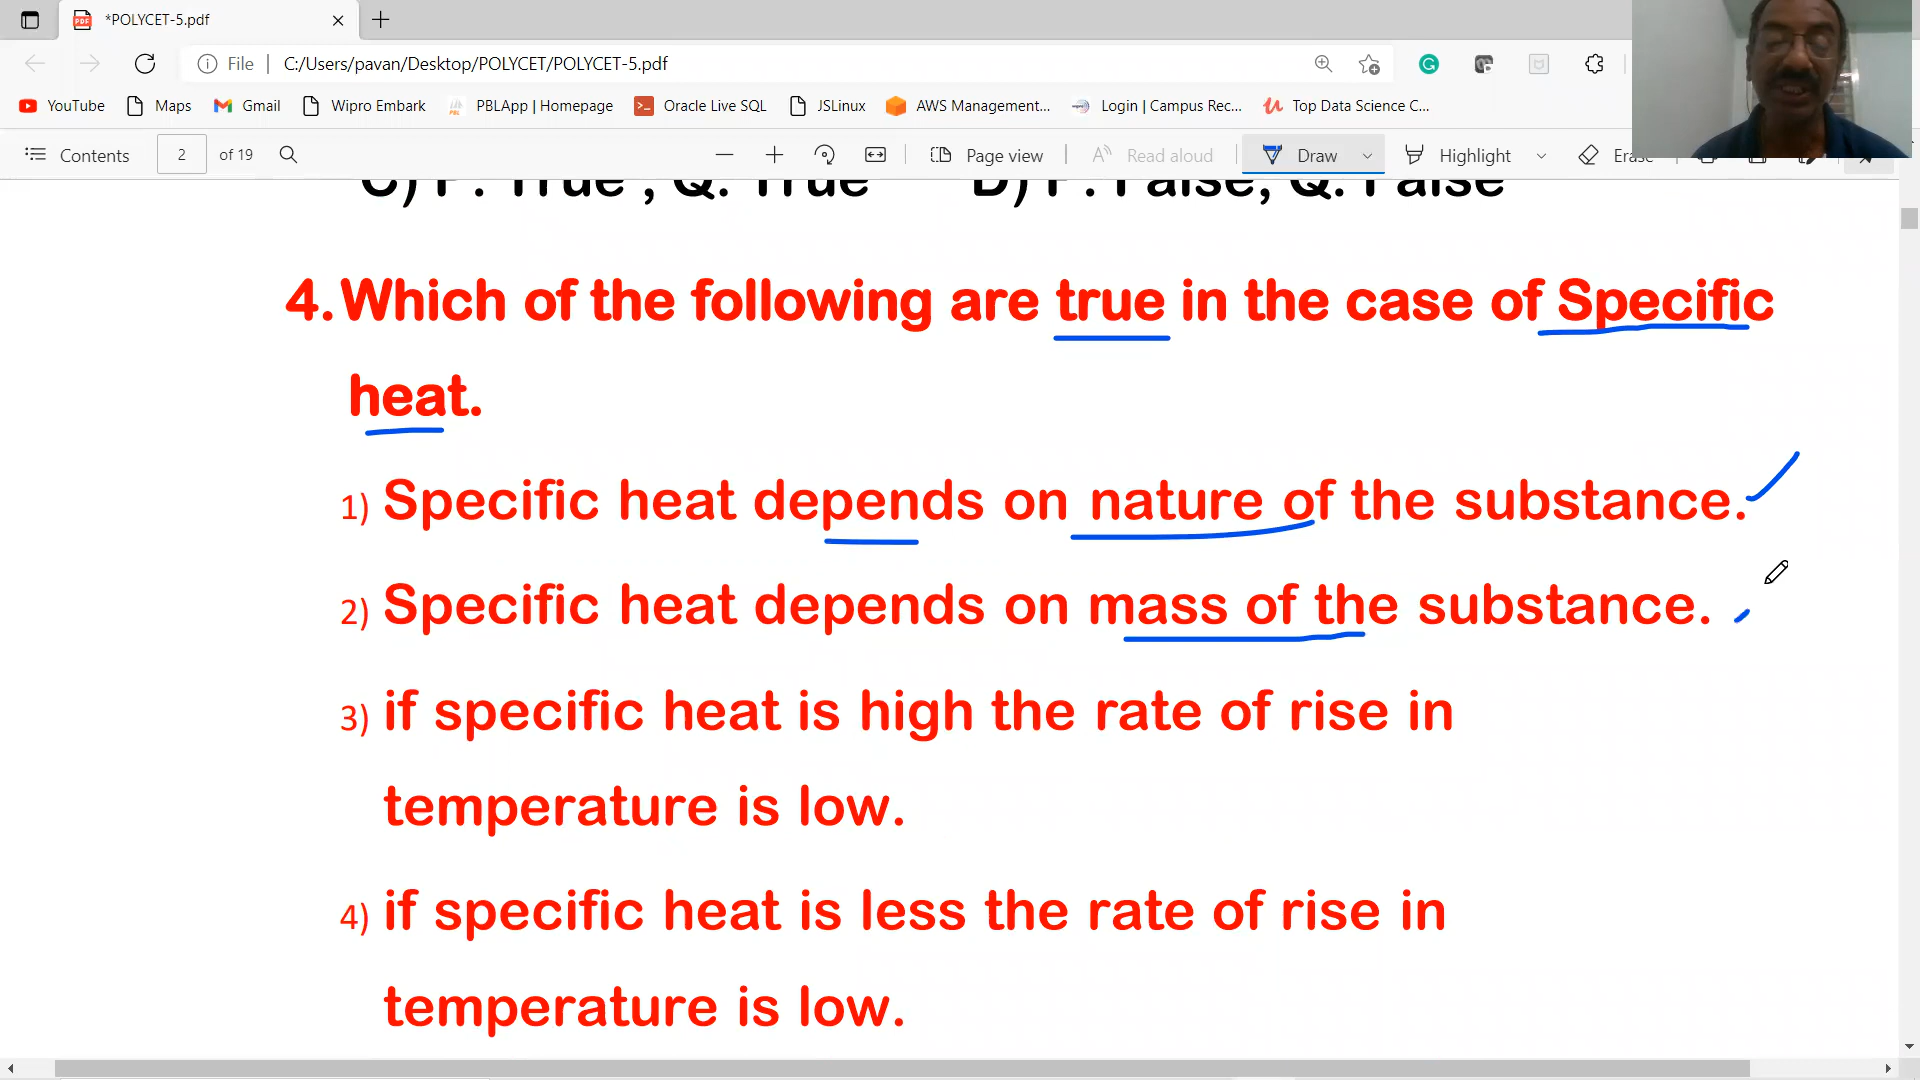 *POLYCET-5.pdf
File
C:/Users/pavan/Desktop/POLYCET/POLYCET-5.pdf
YouTube Maps Gmail Wipro Embark PBLApp | Homepage Oracle Live SQL JSLinux AWS Management... Login | Campus Rec... Top Data Science C...
Contents 2 of 19 Page view Read aloud Draw Highlight Erase
C) P: True , Q: True D) P: False, Q: False
4. Which of the following are true in the case of Specific
heat.
1) Specific heat depends on nature of the substance.
2) Specific heat depends on mass of the substance.
3) if specific heat is high the rate of rise in
temperature is low.
4) if specific heat is less the rate of rise in
temperature is low.